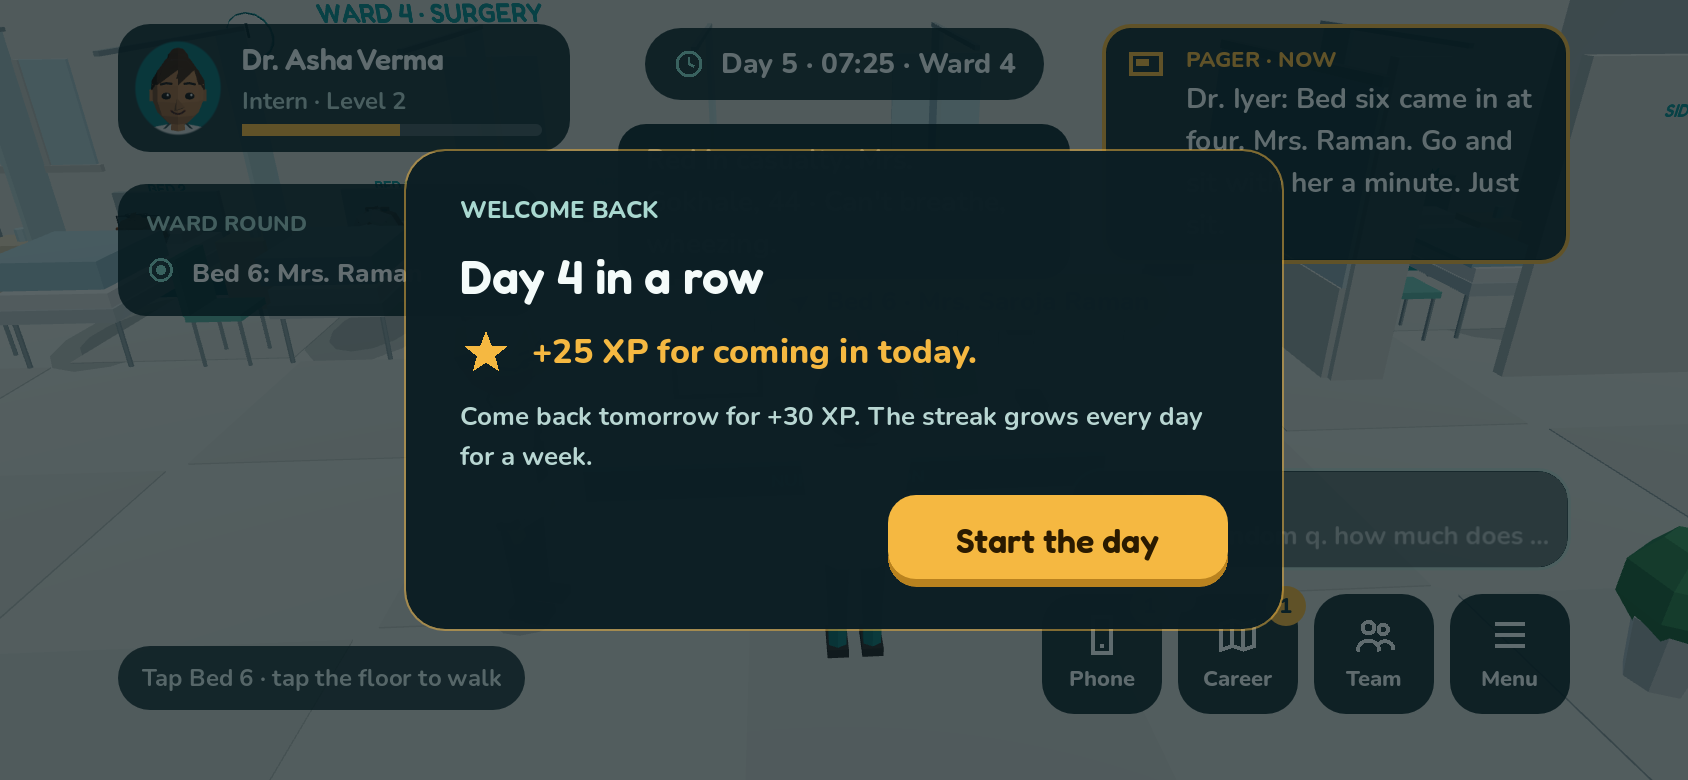 WARD 4 · SURGERY
Dr. Asha Verma
Intern · Level 2
Day 5 · 07:25 · Ward 4
PAGER · NOW
Dr. Iyer: Bed six came in at
four. Mrs. Raman. Go and
her a minute. Just
WARD ROUND
Bed 6: Mrs. Rama
WELCOME BACK
Day 4 in a row
+25 XP for coming in today.
Come back tomorrow for +30 XP. The streak grows every day
for a week.
Start the day
q. how much does ...
1
Tap Bed 6 · tap the floor to walk
Phone
Career
Team
Menu